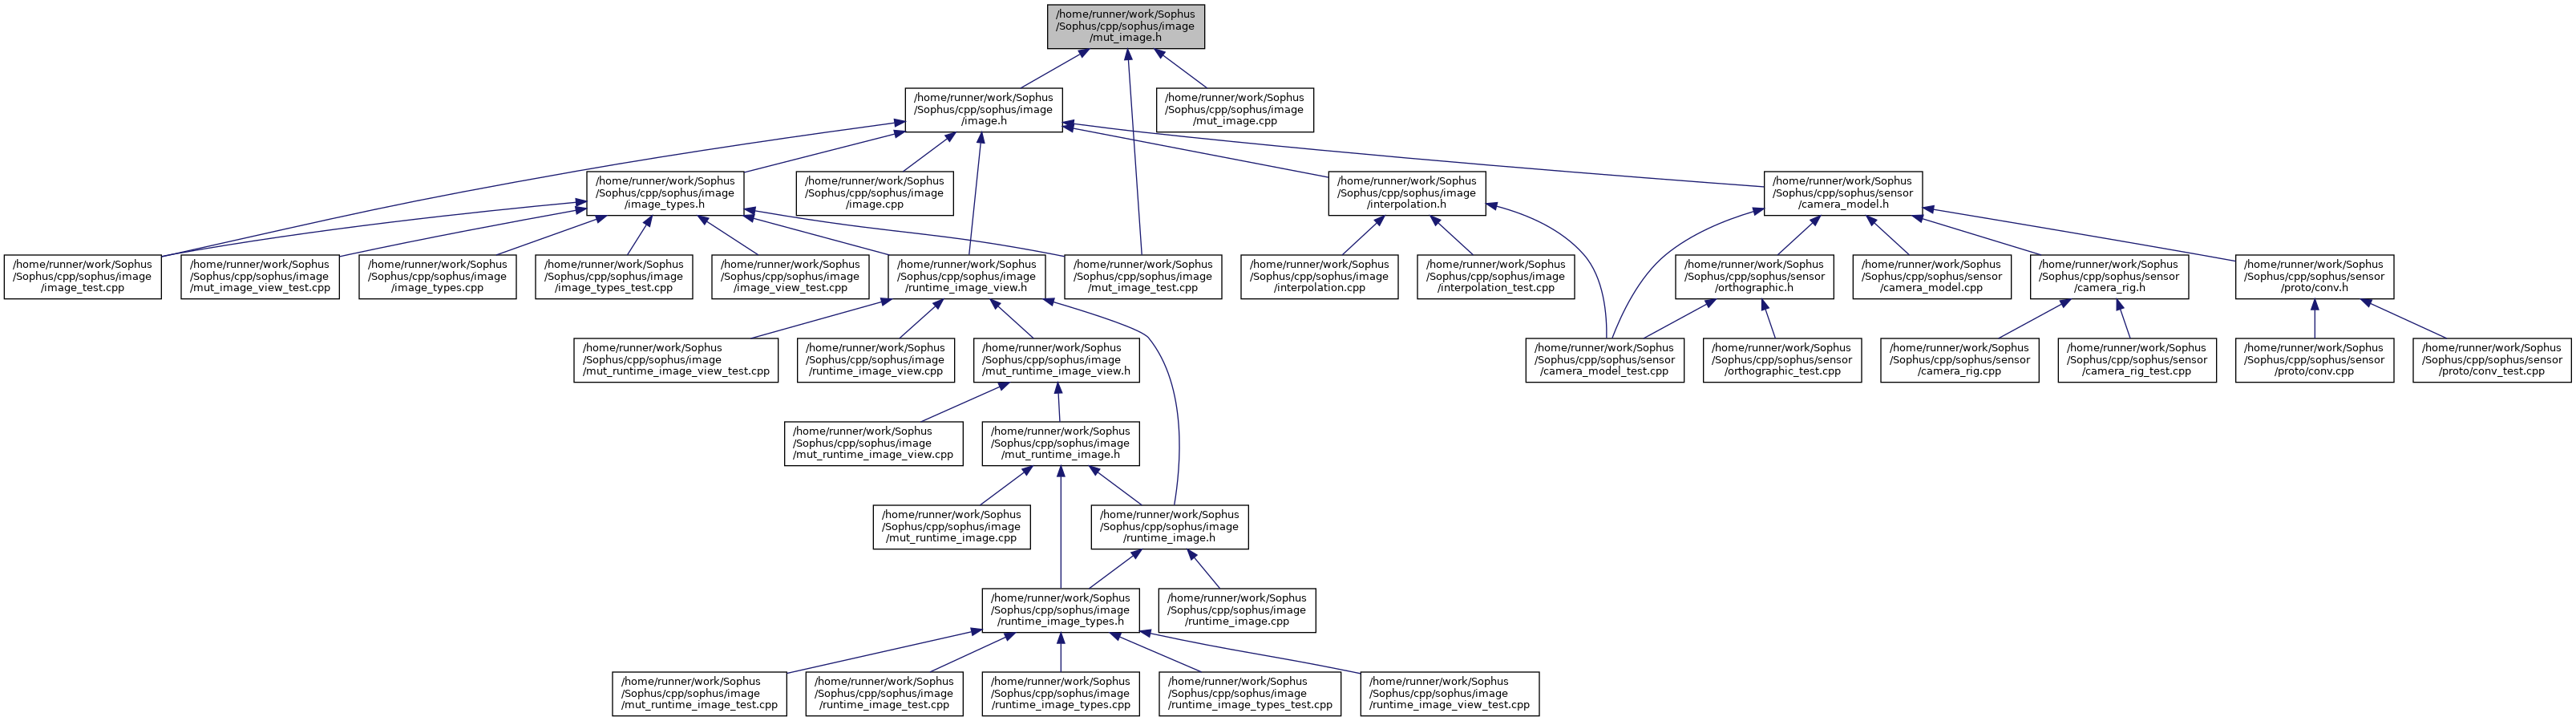 /home/runner/work/Sophus
/Sophus/cpp/sophus/image
/mut_image.h
/home/runner/work/Sophus
/Sophus/cpp/sophus/image
/image.h
/home/runner/work/Sophus
/Sophus/cpp/sophus/image
/mut_image.cpp
/home/runner/work/Sophus
/Sophus/cpp/sophus/image
/image_types.h
/home/runner/work/Sophus
/Sophus/cpp/sophus/image
/image.cpp
/home/runner/work/Sophus
/Sophus/cpp/sophus/image
/interpolation.h
/home/runner/work/Sophus
/Sophus/cpp/sophus/sensor
/camera_model.h
/home/runner/work/Sophus
/Sophus/cpp/sophus/image
/image_test.cpp
/home/runner/work/Sophus
/Sophus/cpp/sophus/image
/mut_image_view_test.cpp
/home/runner/work/Sophus
/Sophus/cpp/sophus/image
/image_types.cpp
/home/runner/work/Sophus
/Sophus/cpp/sophus/image
/image_types_test.cpp
/home/runner/work/Sophus
/Sophus/cpp/sophus/image
/image_view_test.cpp
/home/runner/work/Sophus
/Sophus/cpp/sophus/image
/runtime_image_view.h
/home/runner/work/Sophus
/Sophus/cpp/sophus/image
/mut_image_test.cpp
/home/runner/work/Sophus
/Sophus/cpp/sophus/image
/interpolation.cpp
/home/runner/work/Sophus
/Sophus/cpp/sophus/image
/interpolation_test.cpp
/home/runner/work/Sophus
/Sophus/cpp/sophus/sensor
/orthographic.h
/home/runner/work/Sophus
/Sophus/cpp/sophus/sensor
/camera_model.cpp
/home/runner/work/Sophus
/Sophus/cpp/sophus/sensor
/camera_rig.h
/home/runner/work/Sophus
/Sophus/cpp/sophus/sensor
/proto/conv.h
/home/runner/work/Sophus
/Sophus/cpp/sophus/image
/mut_runtime_image_view_test.cpp
/home/runner/work/Sophus
/Sophus/cpp/sophus/image
/runtime_image_view.cpp
/home/runner/work/Sophus
/Sophus/cpp/sophus/image
/mut_runtime_image_view.h
/home/runner/work/Sophus
/Sophus/cpp/sophus/sensor
/camera_model_test.cpp
/home/runner/work/Sophus
/Sophus/cpp/sophus/sensor
/orthographic_test.cpp
/home/runner/work/Sophus
/Sophus/cpp/sophus/sensor
/camera_rig.cpp
/home/runner/work/Sophus
/Sophus/cpp/sophus/sensor
/camera_rig_test.cpp
/home/runner/work/Sophus
/Sophus/cpp/sophus/sensor
/proto/conv.cpp
/home/runner/work/Sophus
/Sophus/cpp/sophus/sensor
/proto/conv_test.cpp
/home/runner/work/Sophus
/Sophus/cpp/sophus/image
/mut_runtime_image_view.cpp
/home/runner/work/Sophus
/Sophus/cpp/sophus/image
/mut_runtime_image.h
/home/runner/work/Sophus
/Sophus/cpp/sophus/image
/mut_runtime_image.cpp
/home/runner/work/Sophus
/Sophus/cpp/sophus/image
/runtime_image.h
/home/runner/work/Sophus
/Sophus/cpp/sophus/image
/runtime_image_types.h
/home/runner/work/Sophus
/Sophus/cpp/sophus/image
/runtime_image.cpp
/home/runner/work/Sophus
/Sophus/cpp/sophus/image
/mut_runtime_image_test.cpp
/home/runner/work/Sophus
/Sophus/cpp/sophus/image
/runtime_image_test.cpp
/home/runner/work/Sophus
/Sophus/cpp/sophus/image
/runtime_image_types.cpp
/home/runner/work/Sophus
/Sophus/cpp/sophus/image
/runtime_image_types_test.cpp
/home/runner/work/Sophus
/Sophus/cpp/sophus/image
/runtime_image_view_test.cpp